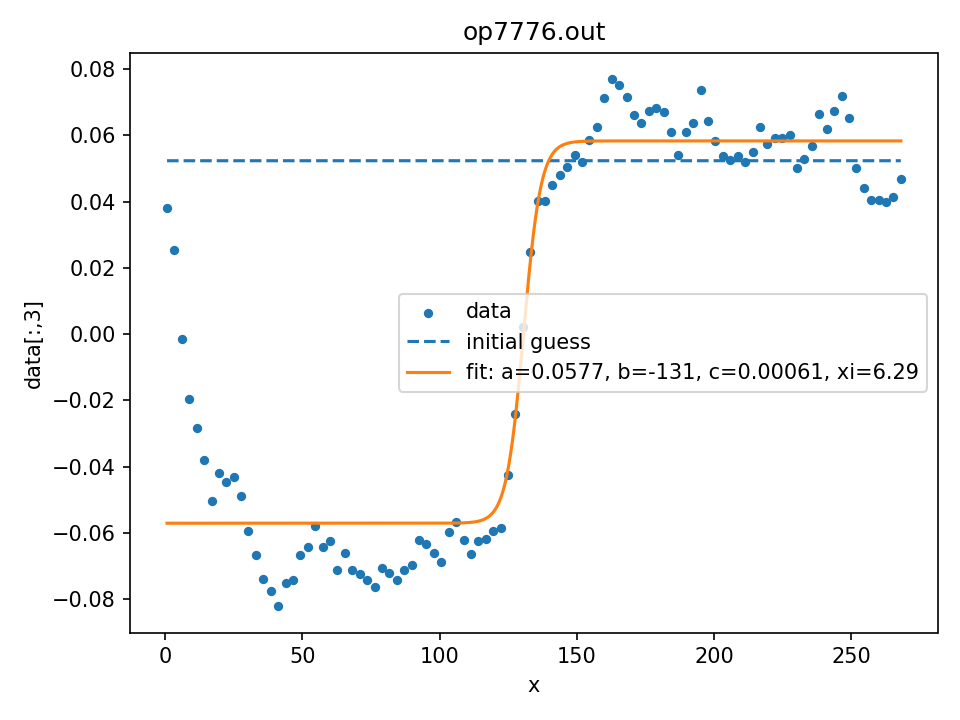 op7776.out
0.08
0.06
0.04
0.02
0.00
−0.02
−0.04
−0.06
−0.08
data[:,3]
data
initial guess
fit: a=0.0577, b=-131, c=0.00061, xi=6.29
0 50 100 150 200 250
x